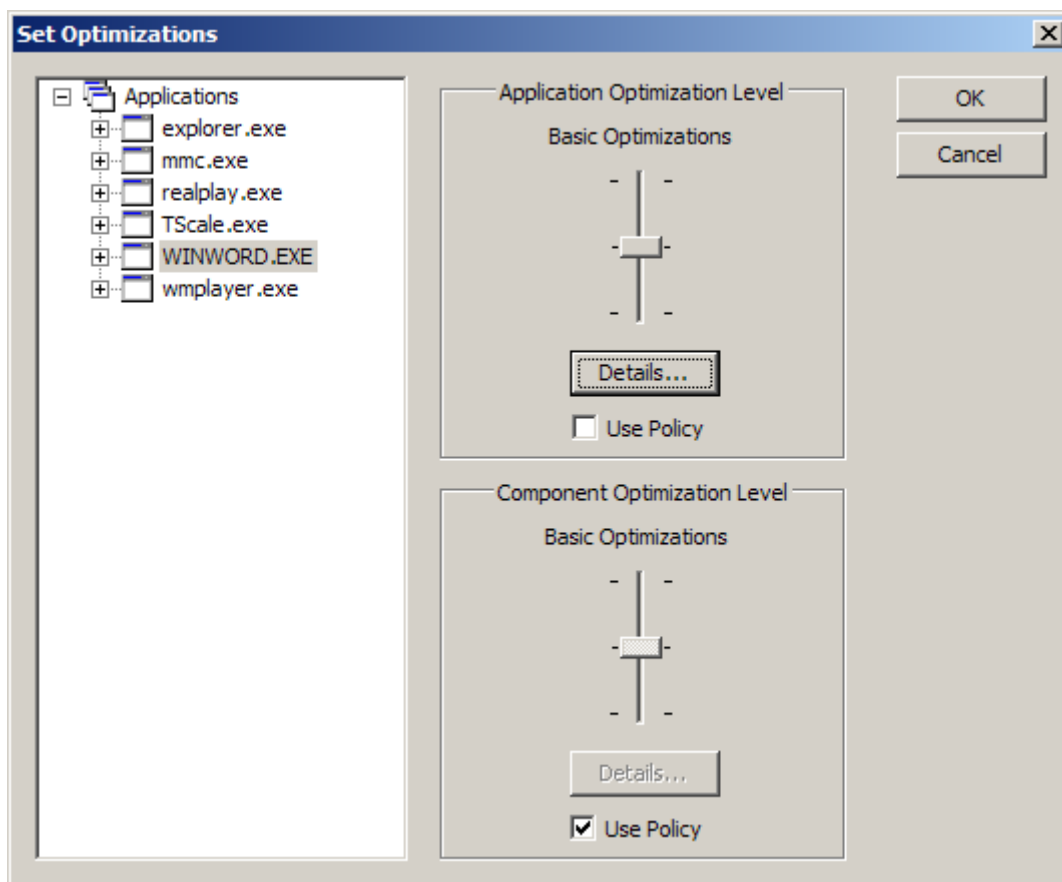 Set Optimizations
Applications
explorer.exe
mmc.exe
realplay.exe
TScale.exe
WINWORD.EXE
wmplayer.exe
Application Optimization Level
Basic Optimizations
Details...
Use Policy
Component Optimization Level
Basic Optimizations
Details...
Use Policy
OK
Cancel